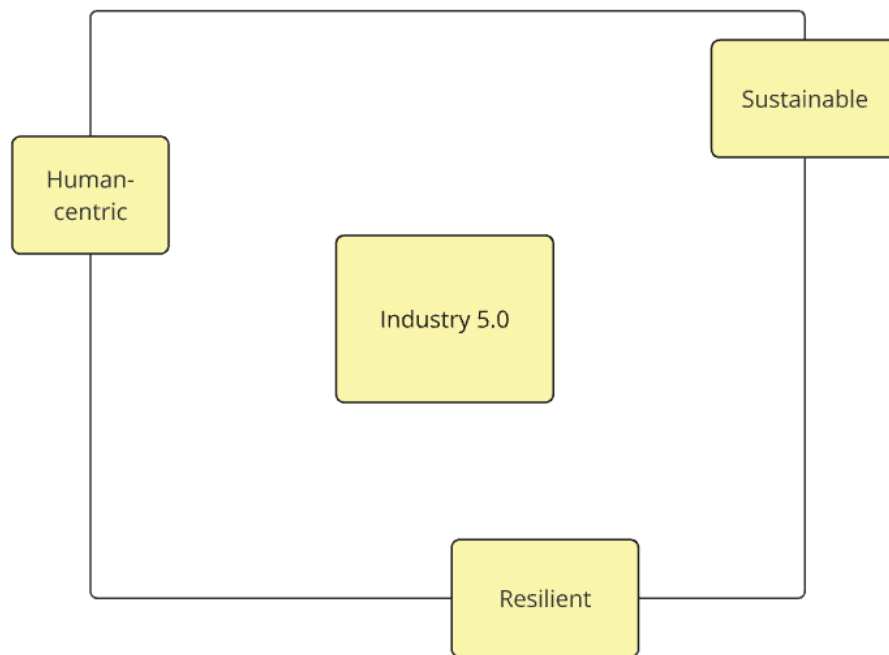 Sustainable
Human-
centric
Industry 5.0
Resilient